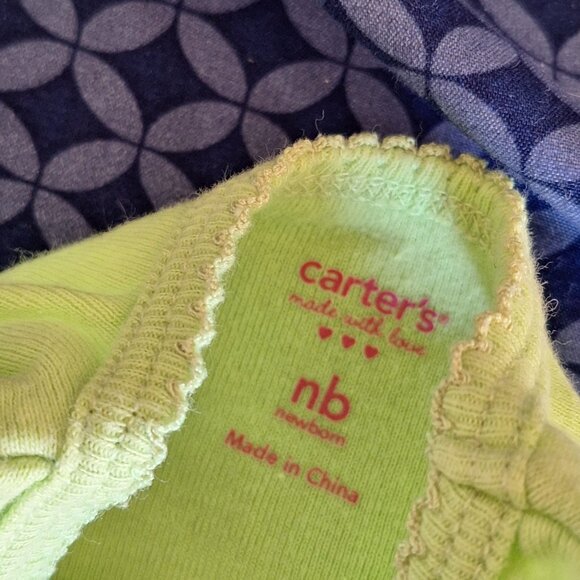 carter's®
made with love
nb
newborn
Made in China